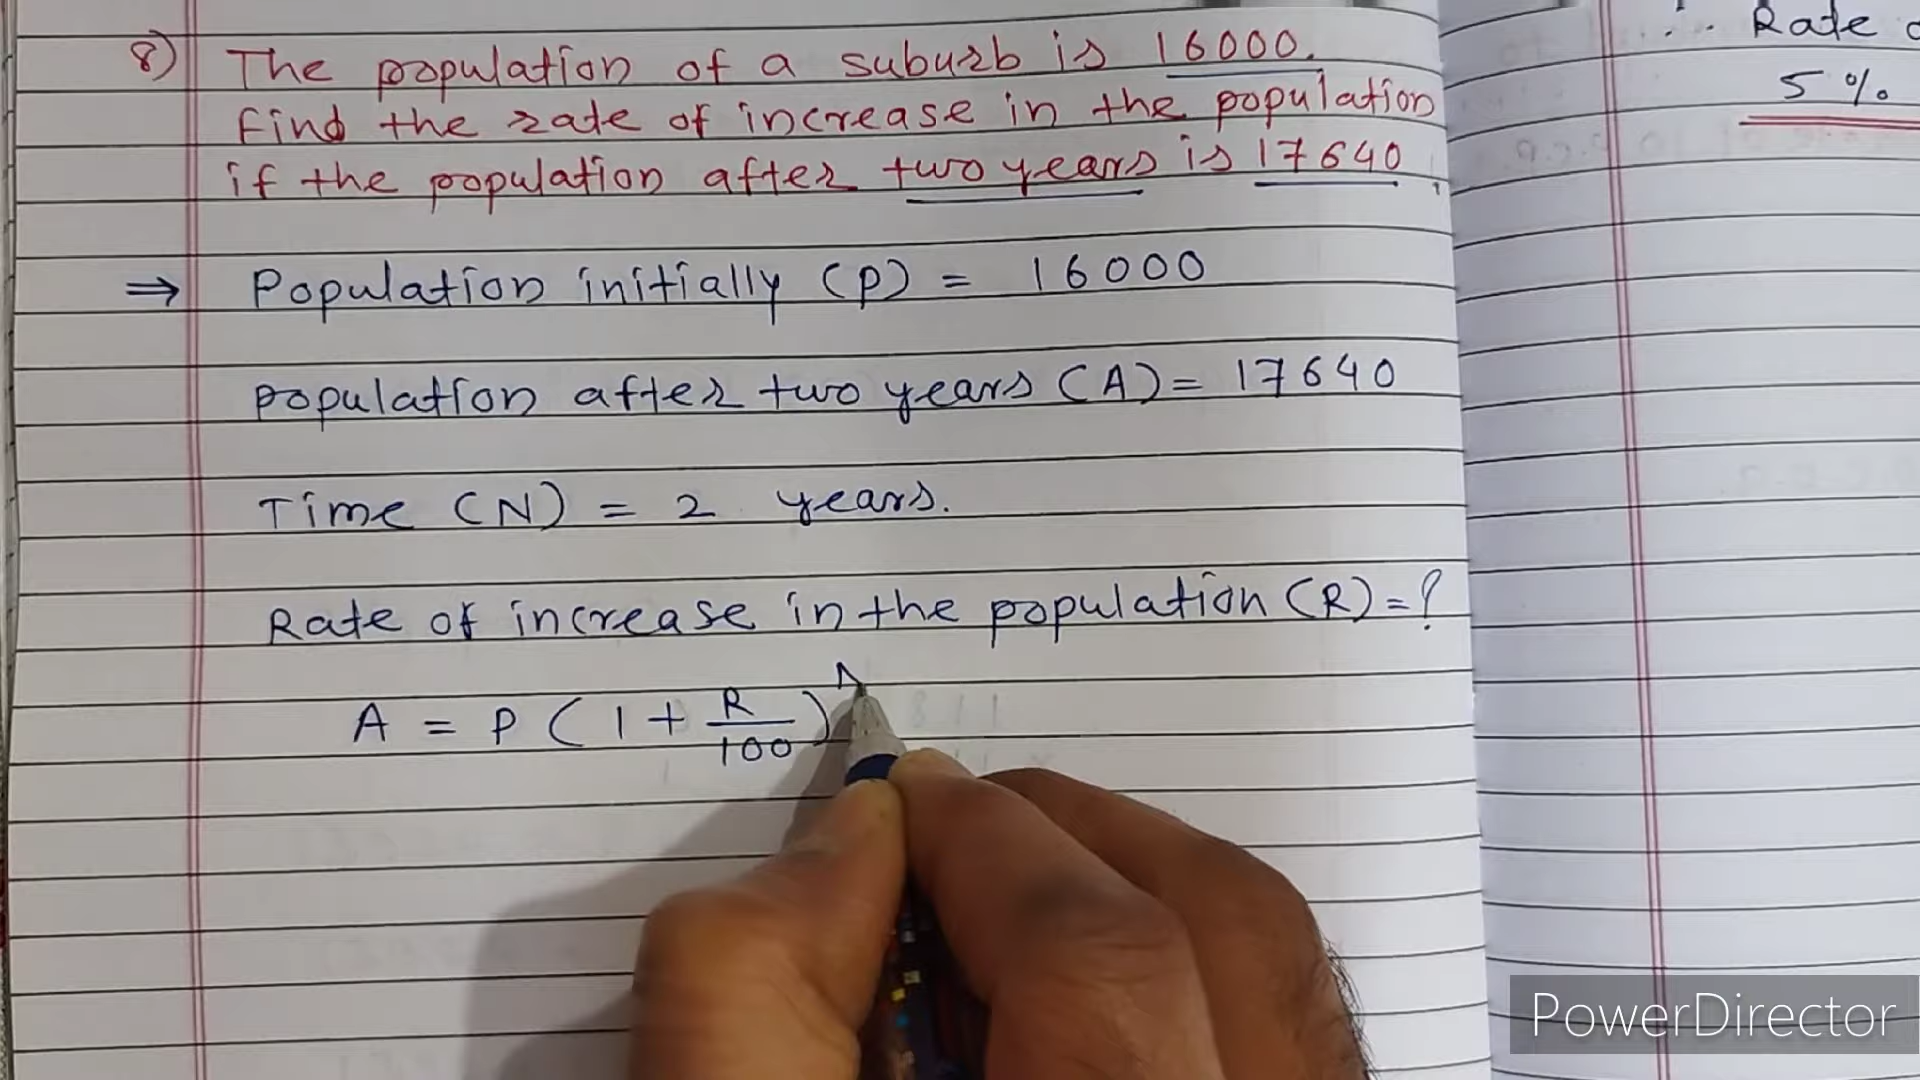 8) The population of a suburb is 16000.
Find the rate of increase in the population
if the population after two years is 17640.
⇒ Population initially (P) = 16000
population after two years (A) = 17640
Time (N) = 2 years.
Rate of increase in the population (R) = ?
A = P ( 1 + R/100 )
∴ Rate
5 %
PowerDirector